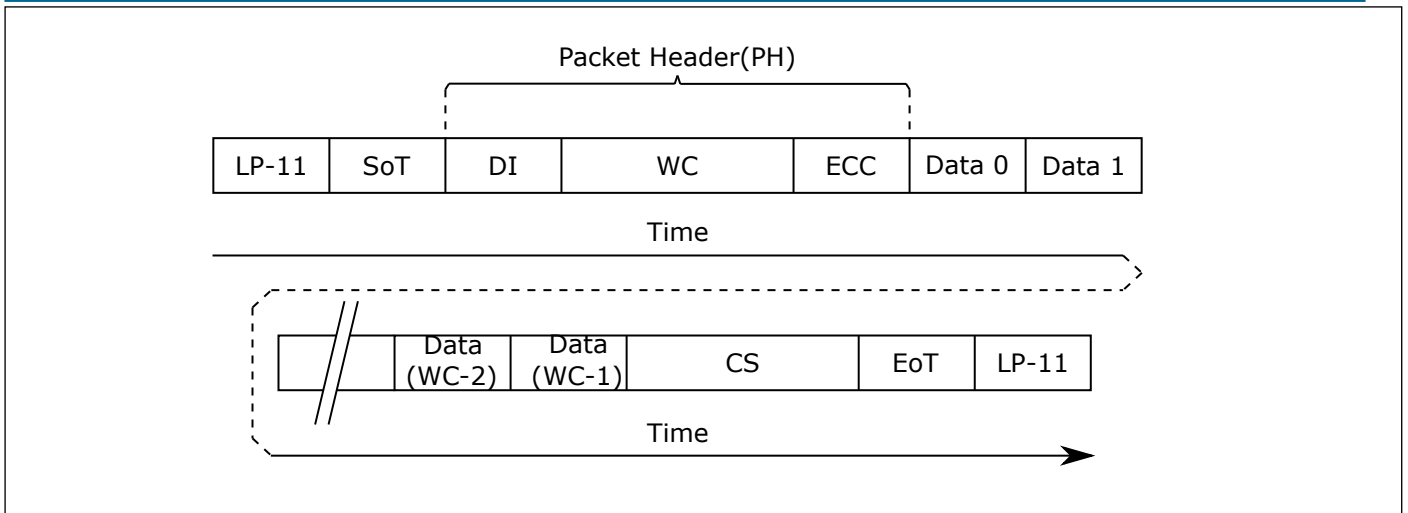 Packet Header(PH)
LP-11 SoT DI WC ECC Data 0 Data 1
Time
Data Data
(WC-2) (WC-1) CS EoT LP-11
Time